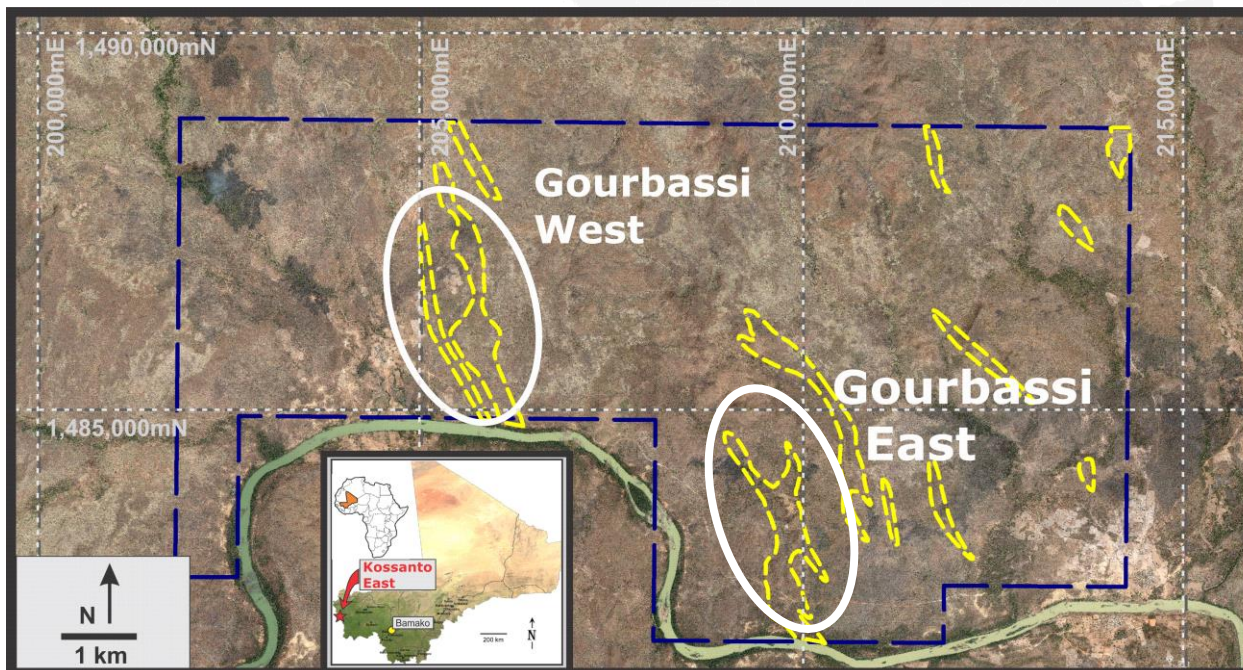 1,490,000mN
200,000mE
205,000mE
210,000mE
215,000mE
Gourbassi
West
Gourbassi
East
1,485,000mN
N
1 km
Kossanto
East
Bamako
200 km
N